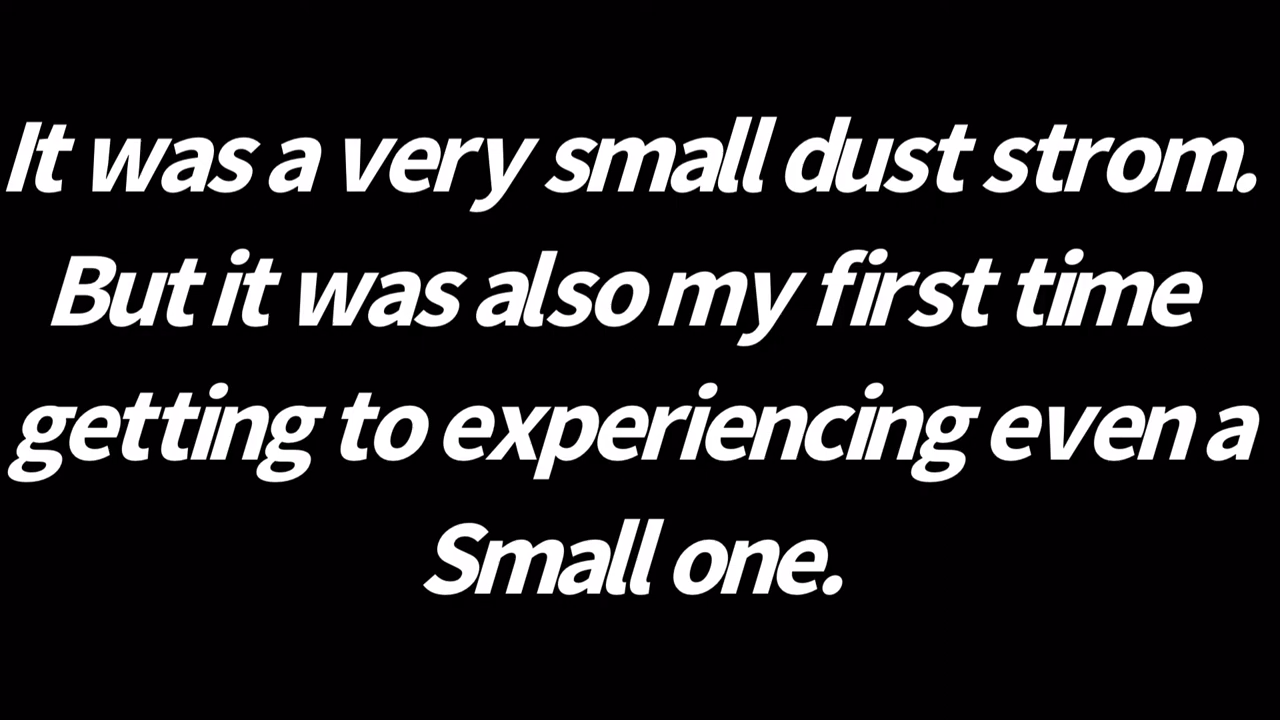 It was a very small dust strom.
But it was also my first time
getting to experiencing even a
Small one.